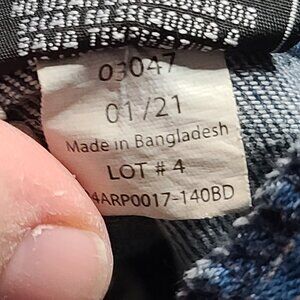 03047
01/21
Made in Bangladesh
LOT # 4
4ARP0017-140BD